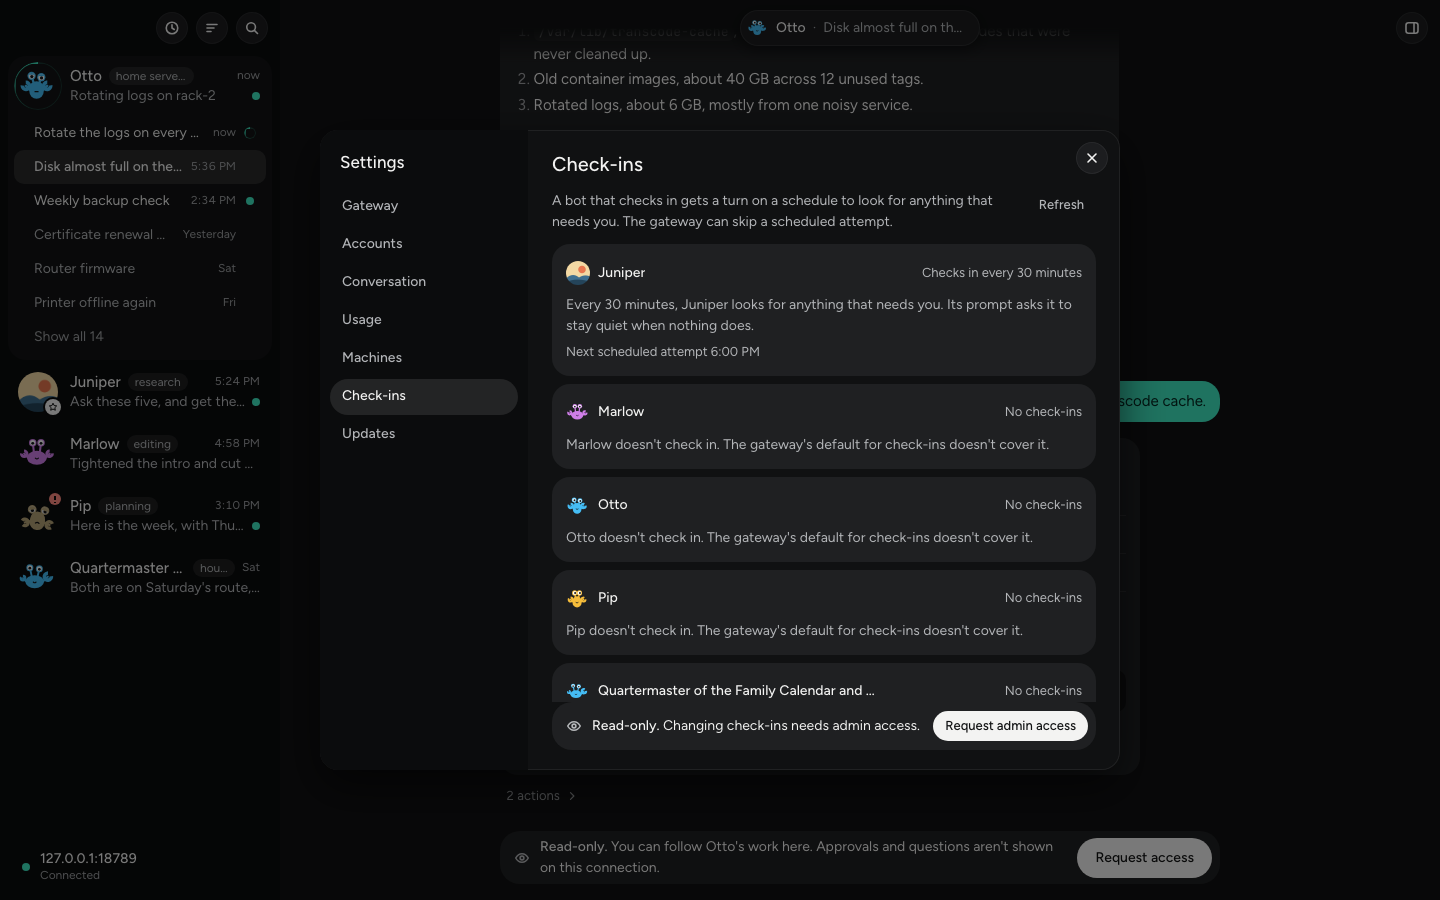 Otto home serve... now
Rotating logs on rack-2
Rotate the logs on every ... now
Disk almost full on the... 5:36 PM
Weekly backup check 2:34 PM
Certificate renewal ... Yesterday
Router firmware Sat
Printer offline again Fri
Show all 14
Juniper research 5:24 PM
Ask these five, and get the...
Marlow editing 4:58 PM
Tightened the intro and cut ...
Pip planning 3:10 PM
Here is the week, with Thu...
Quartermaster ... hou... Sat
Both are on Saturday's route,...
127.0.0.1:18789
Connected
Otto · Disk almost full on th...
never cleaned up.
2. Old container images, about 40 GB across 12 unused tags.
3. Rotated logs, about 6 GB, mostly from one noisy service.
Settings
Gateway
Accounts
Conversation
Usage
Machines
Check-ins
Updates
Check-ins
A bot that checks in gets a turn on a schedule to look for anything that
needs you. The gateway can skip a scheduled attempt.
Refresh
Juniper Checks in every 30 minutes
Every 30 minutes, Juniper looks for anything that needs you. Its prompt asks it to
stay quiet when nothing does.
Next scheduled attempt 6:00 PM
Marlow No check-ins
Marlow doesn't check in. The gateway's default for check-ins doesn't cover it.
Otto No check-ins
Otto doesn't check in. The gateway's default for check-ins doesn't cover it.
Pip No check-ins
Pip doesn't check in. The gateway's default for check-ins doesn't cover it.
Quartermaster of the Family Calendar and ... No check-ins
Read-only. Changing check-ins needs admin access. Request admin access
scode cache.
2 actions
Read-only. You can follow Otto's work here. Approvals and questions aren't shown
on this connection.
Request access